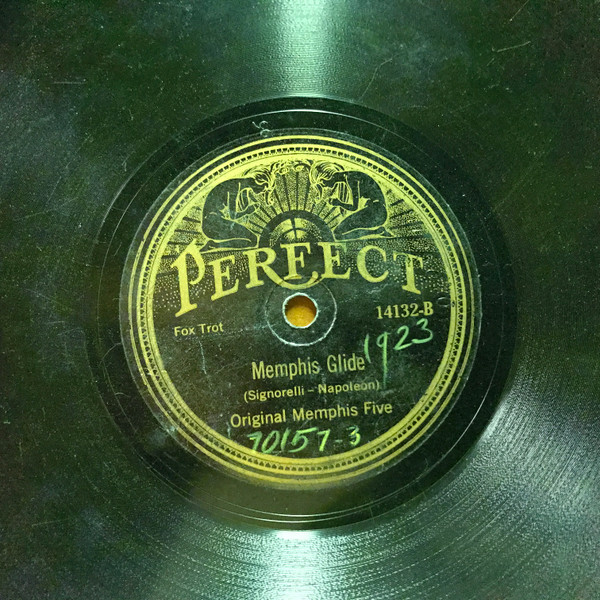 PERFECT
14132-B
Fox Trot
1923
Memphis Glide
(Signorelli - Napoleon)
Original Memphis Five
70157-3